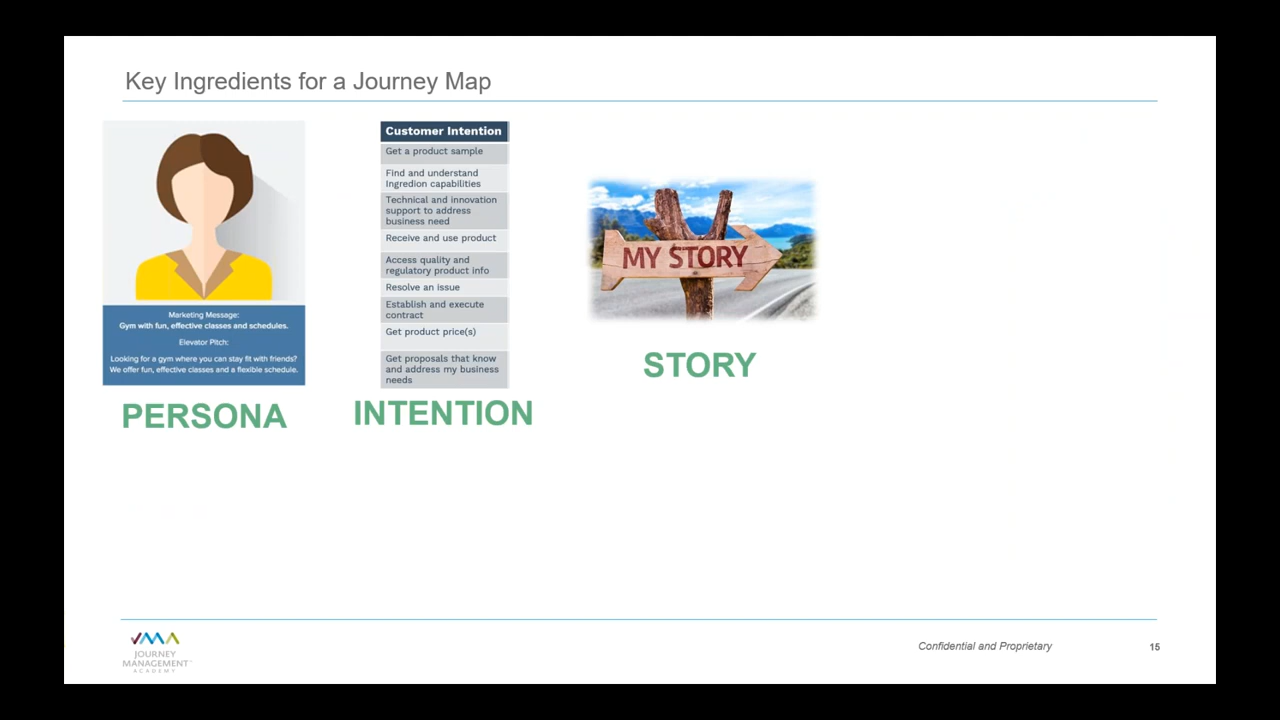 Key Ingredients for a Journey Map
Marketing Message:
Gym with fun, effective classes and schedules.
Elevator Pitch:
Looking for a gym where you can stay fit with friends?
We offer fun, effective classes and a flexible schedule.
PERSONA
Customer Intention
Get a product sample
Find and understand
Ingredion capabilities
Technical and innovation
support to address
business need
Receive and use product
Access quality and
regulatory product info
Resolve an issue
Establish and execute
contract
Get product price(s)
Get proposals that know
and address my business
needs
INTENTION
MY STORY
STORY
JOURNEY
MANAGEMENT
ACADEMY
Confidential and Proprietary
15